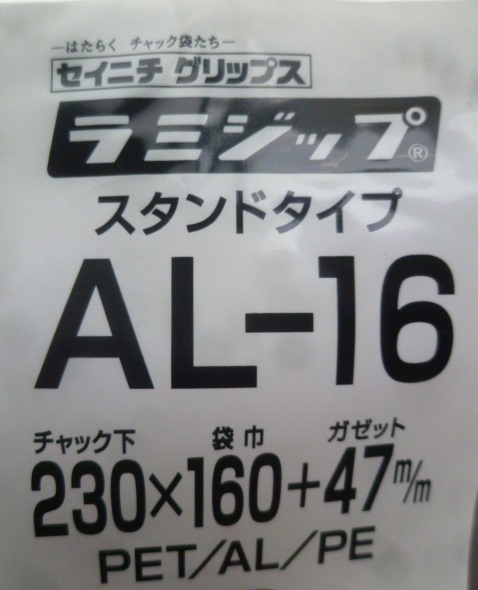 ―はたらく チャック袋たち―
セイニチ グリップス
ラミジップ®
スタンドタイプ
AL-16
チャック下 袋巾 ガゼット
230×160+47m/m
PET/AL/PE